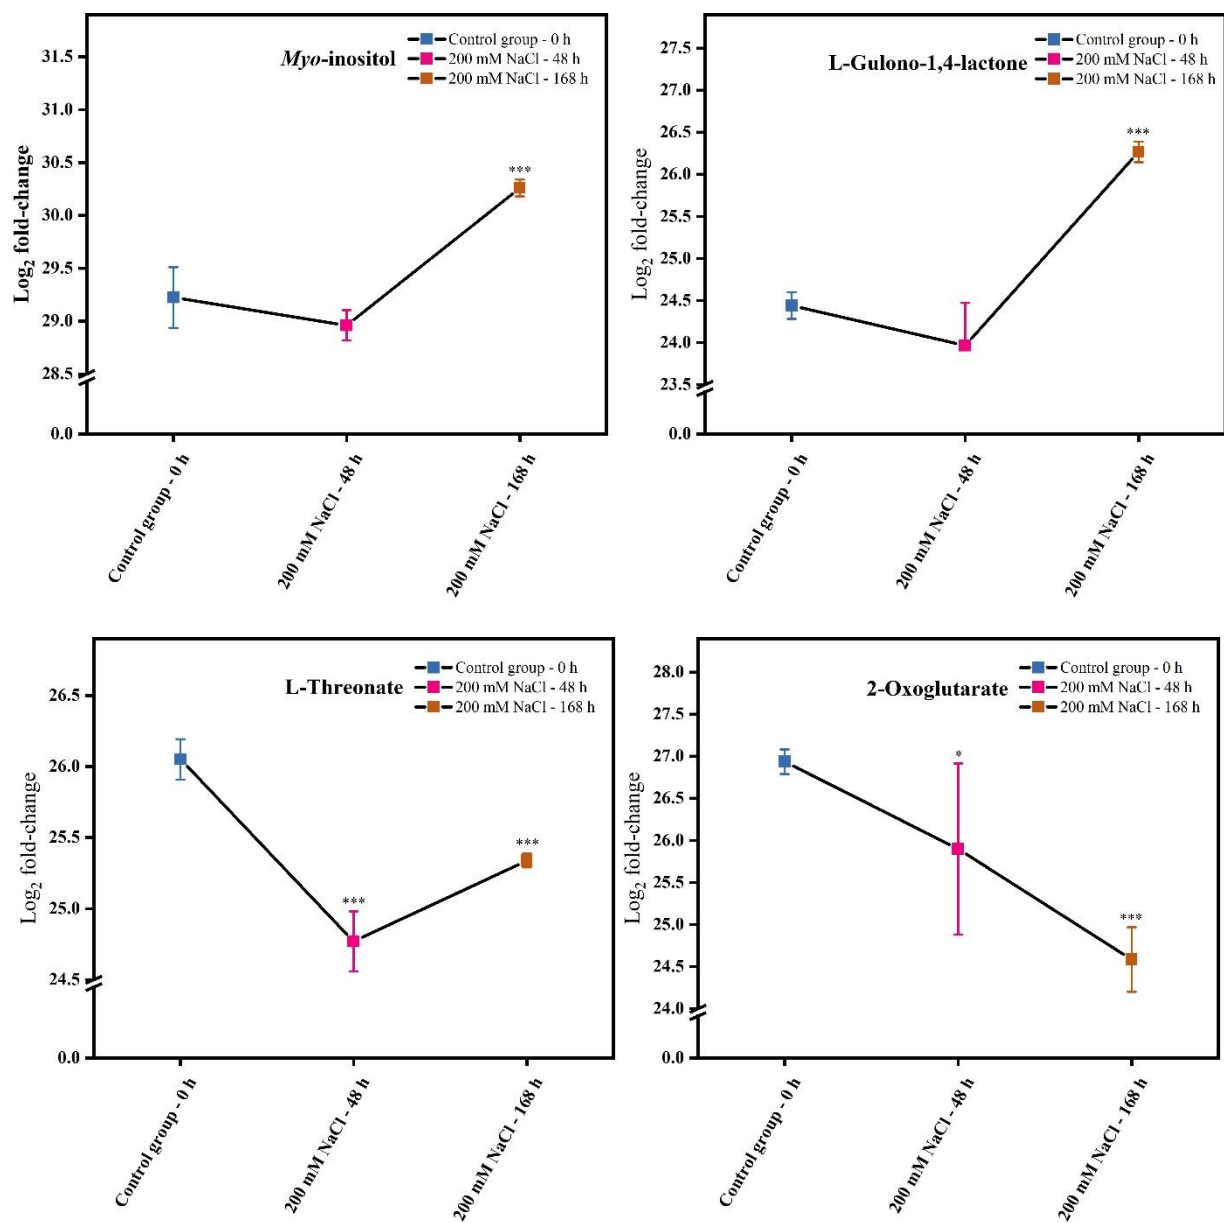 Myo-inositol
Control group - 0 h
200 mM NaCl - 48 h
200 mM NaCl - 168 h
Log2 fold-change
31.5
31.0
30.5
30.0
29.5
29.0
28.5
0.0
***
Control group - 0 h
200 mM NaCl - 48 h
200 mM NaCl - 168 h
L-Gulono-1,4-lactone
Control group - 0 h
200 mM NaCl - 48 h
200 mM NaCl - 168 h
Log2 fold-change
27.5
27.0
26.5
26.0
25.5
25.0
24.5
24.0
23.5
0.0
***
Control group - 0 h
200 mM NaCl - 48 h
200 mM NaCl - 168 h
L-Threonate
Control group - 0 h
200 mM NaCl - 48 h
200 mM NaCl - 168 h
Log2 fold-change
26.5
26.0
25.5
25.0
24.5
0.0
***
***
Control group - 0 h
200 mM NaCl - 48 h
200 mM NaCl - 168 h
2-Oxoglutarate
Control group - 0 h
200 mM NaCl - 48 h
200 mM NaCl - 168 h
Log2 fold-change
28.0
27.5
27.0
26.5
26.0
25.5
25.0
24.5
24.0
0.0
*
***
Control group - 0 h
200 mM NaCl - 48 h
200 mM NaCl - 168 h